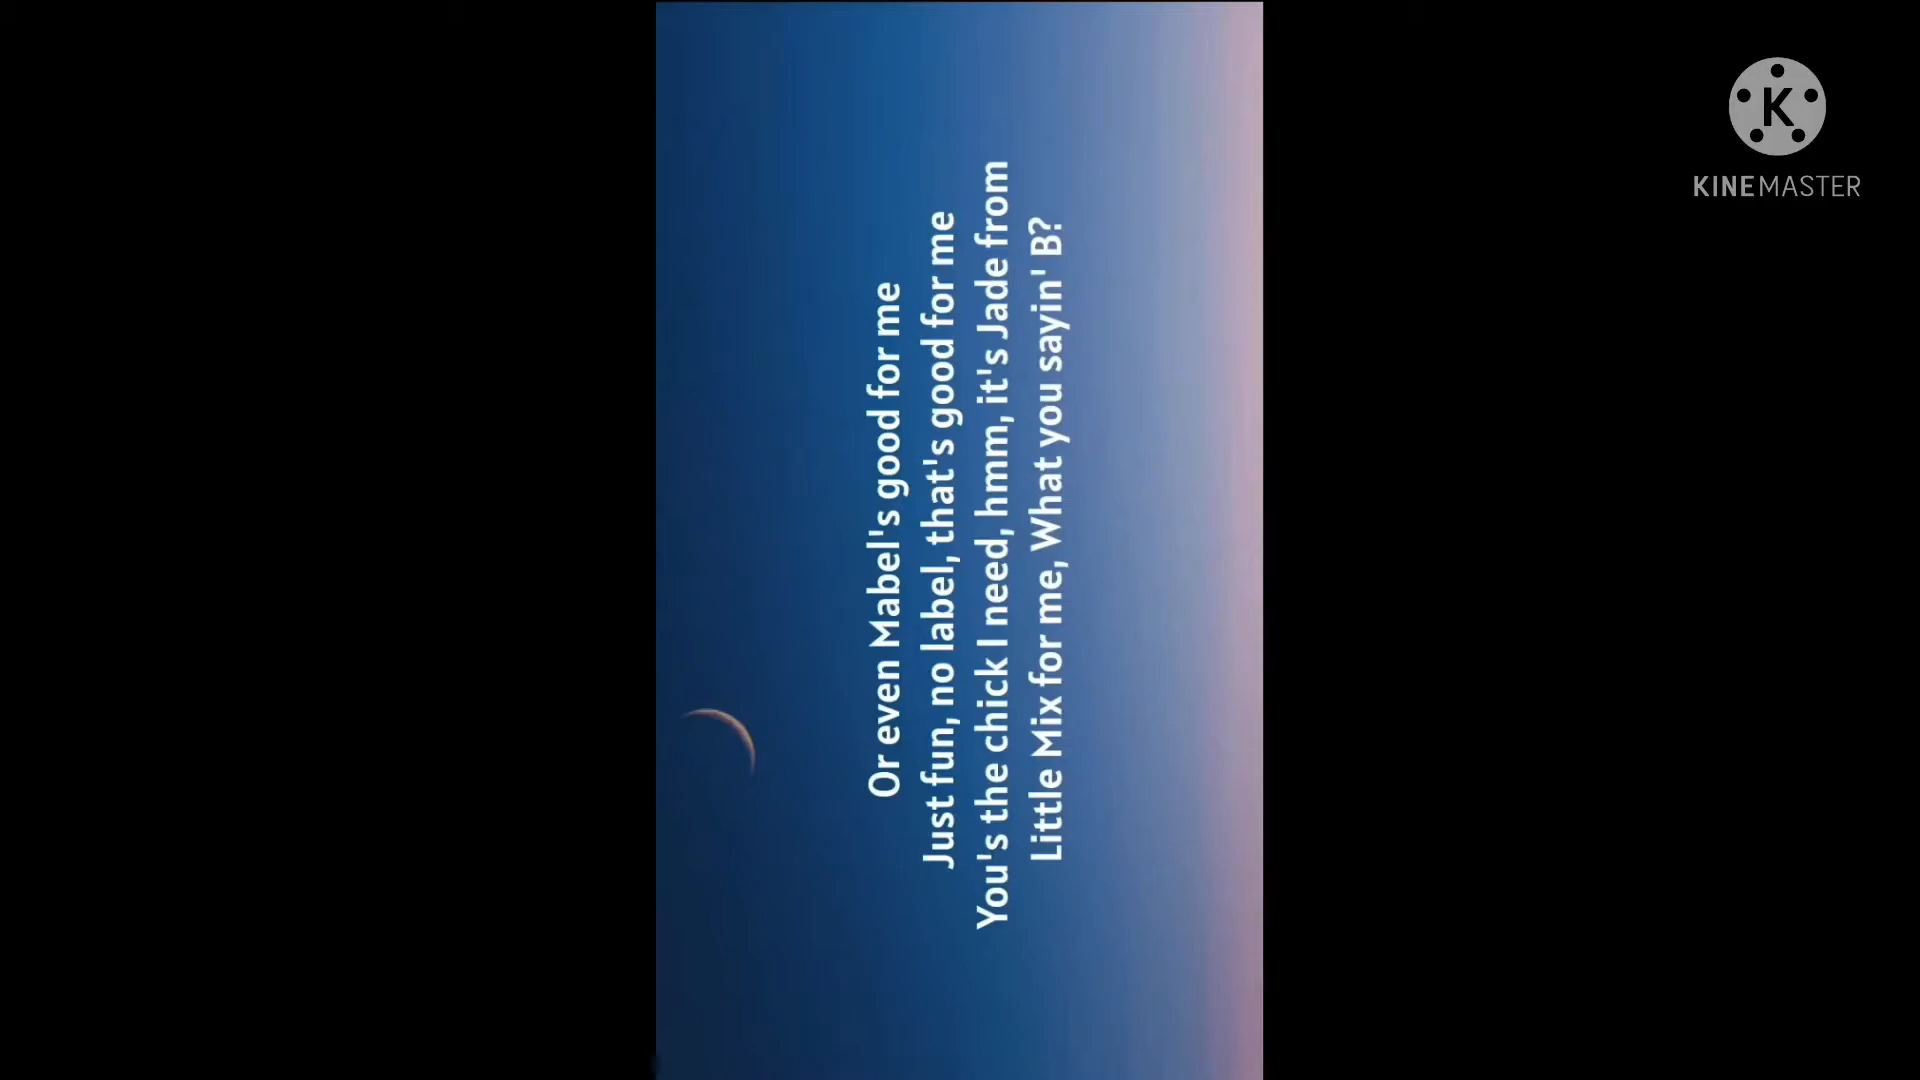 Or even Mabel's good for me
Just fun, no label, that's good for me
You's the chick I need, hmm, it's Jade from
Little Mix for me, What you sayin' B?
K
KINEMASTER